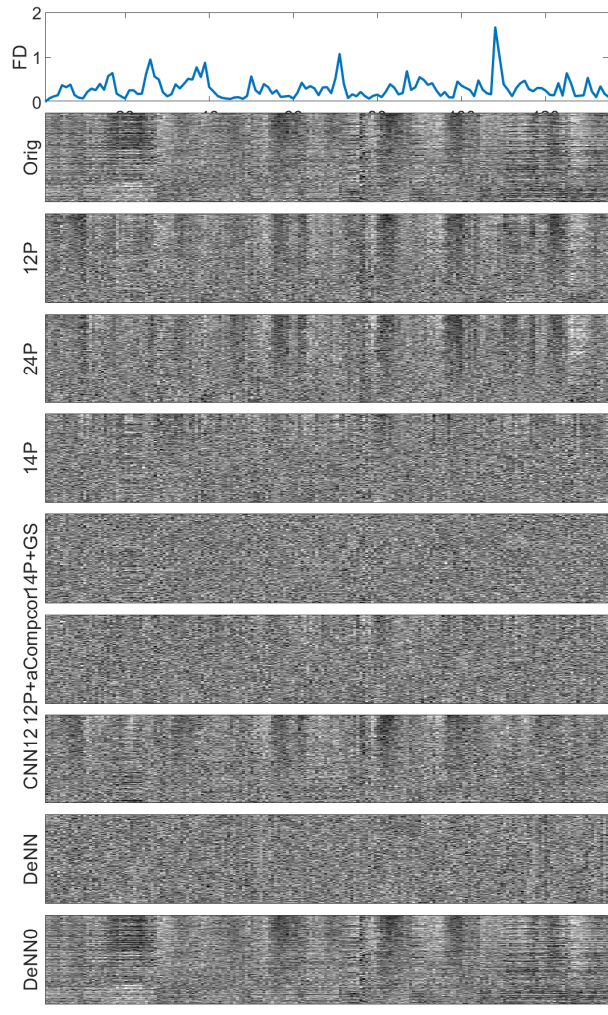 2
1
0
FD
Orig
12P
24P
14P
14P+GS
12P+aCompcor
CNN12
DeNN
DeNN0